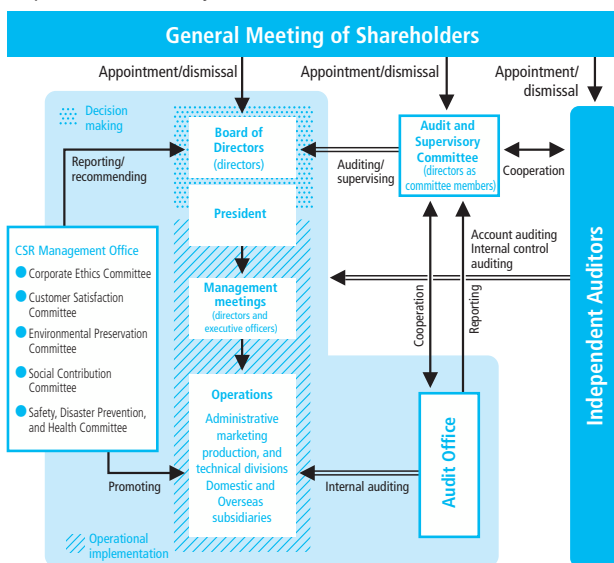 General Meeting of Shareholders
Appointment/dismissal
Appointment/dismissal
Appointment/
dismissal
Decision
making
Board of
Directors
(directors)
Audit and
Supervisory
Committee
(directors as
committee members)
Reporting/
recommending
Auditing/
supervising
Cooperation
President
Account auditing
Internal control
auditing
CSR Management Office
Corporate Ethics Committee
Customer Satisfaction
Committee
Environmental Preservation
Committee
Social Contribution
Committee
Safety, Disaster Prevention,
and Health Committee
Management
meetings
(directors and
executive officers)
Cooperation
Reporting
Independent Auditors
Operations
Administrative
marketing
production, and
technical divisions
Domestic and
Overseas
subsidiaries
Audit Office
Promoting
Internal auditing
Operational
implementation